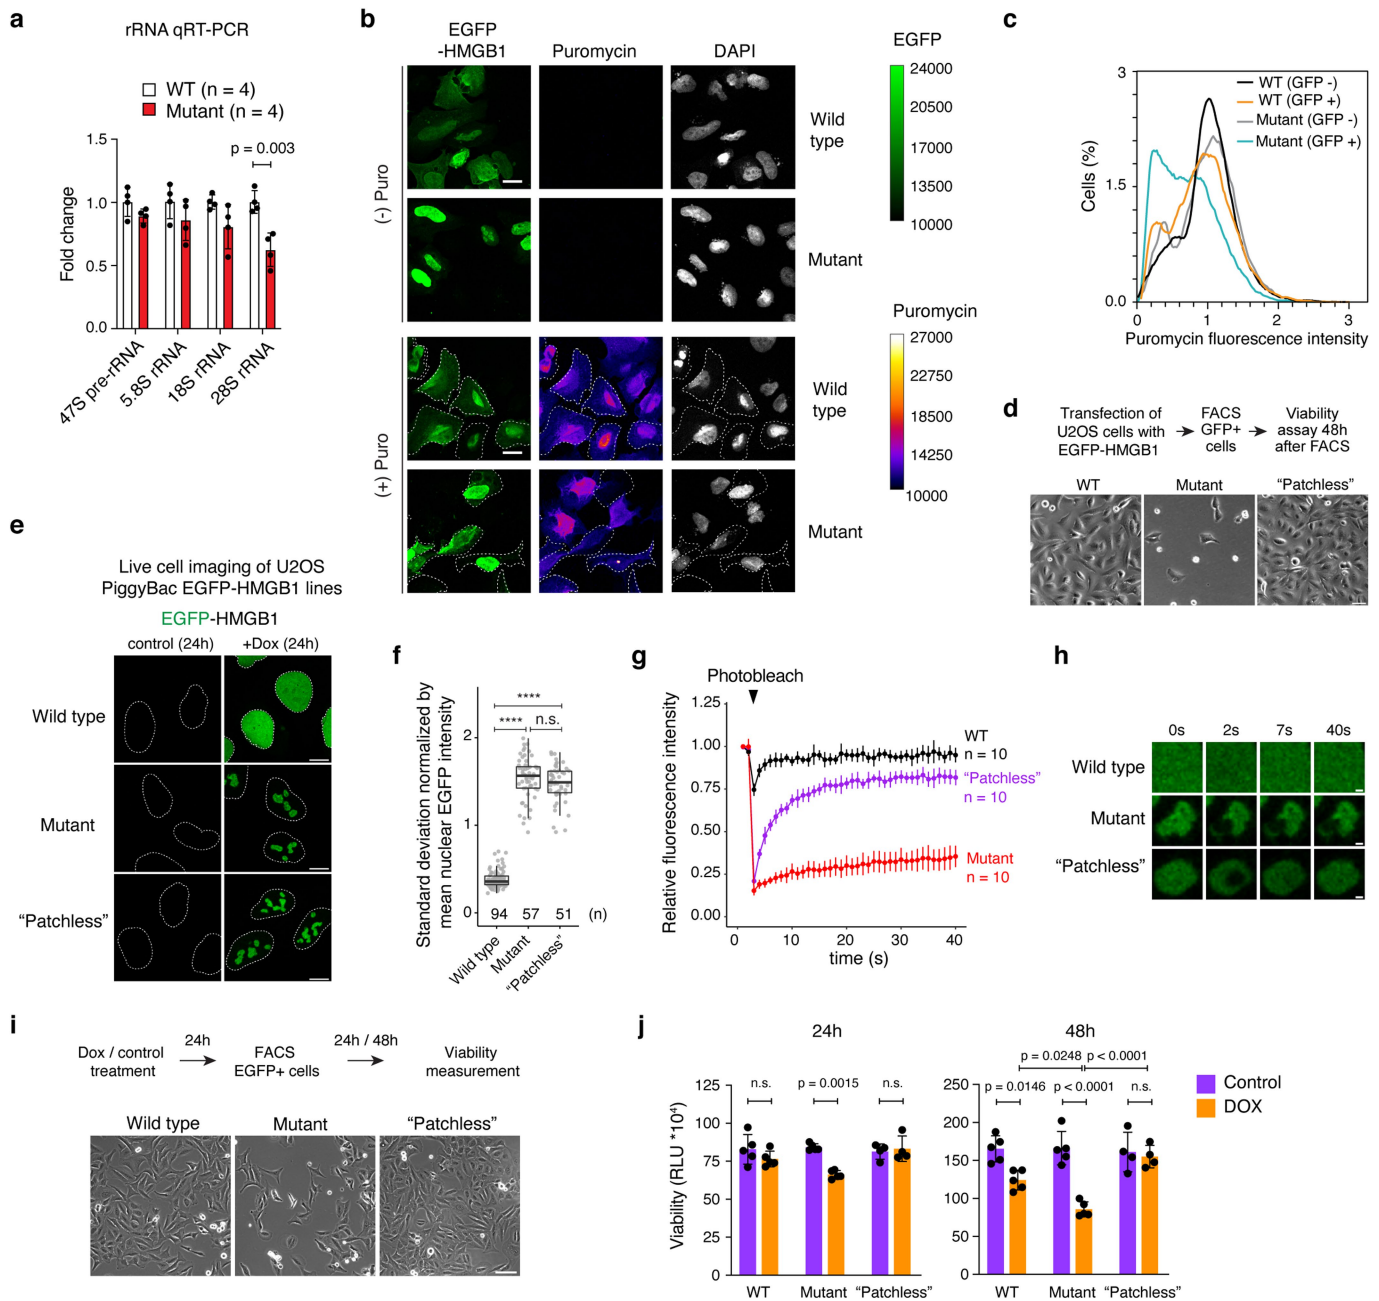 a
rRNA qRT-PCR
WT (n = 4)
Mutant (n = 4)
p = 0.003
Fold change
1.5
1.0
0.5
0.0
47S pre-rRNA
5.8S rRNA
18S rRNA
28S rRNA
b
EGFP
-HMGB1
Puromycin
DAPI
(-) Puro
Wild
type
Mutant
(+) Puro
Wild
type
Mutant
EGFP
24000
20500
17000
13500
10000
Puromycin
27000
22750
18500
14250
10000
c
WT (GFP -)
WT (GFP +)
Mutant (GFP -)
Mutant (GFP +)
Cells (%)
3
1.5
0.0
0
1
2
3
Puromycin fluorescence intensity
d
Transfection of
U2OS cells with
EGFP-HMGB1
FACS
GFP+
cells
Viability
assay 48h
after FACS
WT
Mutant
“Patchless”
e
Live cell imaging of U2OS
PiggyBac EGFP-HMGB1 lines
EGFP-HMGB1
control (24h)
+Dox (24h)
Wild type
Mutant
“Patchless”
f
Standard deviation normalized by
mean nuclear EGFP intensity
****
****
n.s.
2
1
0
94
57
51
(n)
Wild type
Mutant
“Patchless”
g
Photobleach
Relative fluorescence intensity
1.25
1.00
0.75
0.50
0.25
0.00
WT
n = 10
“Patchless”
n = 10
Mutant
n = 10
0
10
20
30
40
time (s)
h
0s
2s
7s
40s
Wild type
Mutant
“Patchless”
i
Dox / control
treatment
24h
FACS
EGFP+ cells
24h / 48h
Viability
measurement
Wild type
Mutant
“Patchless”
j
24h
Viability (RLU *10⁴)
125
100
75
50
25
0
n.s.
p = 0.0015
n.s.
WT
Mutant
“Patchless”
48h
p = 0.0248
p < 0.0001
p = 0.0146
p < 0.0001
n.s.
250
200
150
100
50
0
WT
Mutant
“Patchless”
Control
DOX